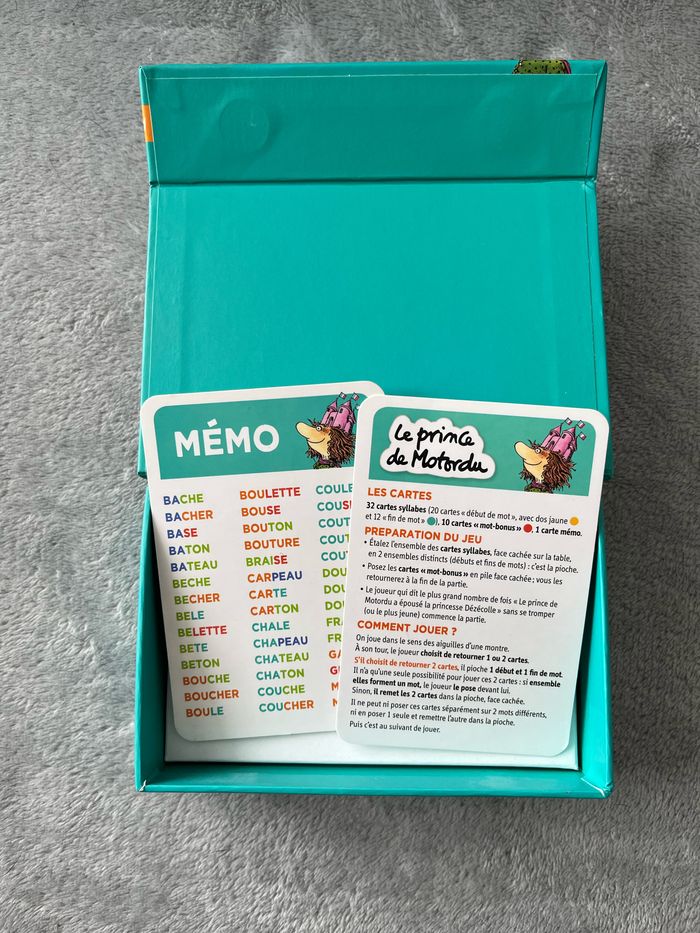 MÉMO
BACHE
BACHER
BASE
BATON
BATEAU
BECHE
BECHER
BELE
BELETTE
BETE
BETON
BOUCHE
BOUCHER
BOULE
BOULETTE
BOUSE
BOUTON
BOUTURE
BRAISE
CARPEAU
CARTE
CARTON
CHALE
CHAPEAU
CHATEAU
CHATON
COUCHE
COUCHER
Le prince
de Motordu
LES CARTES
32 cartes syllabes (20 cartes « début de mot », avec dos jaune
et 12 « fin de mot » ), 10 cartes « mot-bonus » , 1 carte mémo.
PREPARATION DU JEU
• Étalez l'ensemble des cartes syllabes, face cachée sur la table,
en 2 ensembles distincts (débuts et fins de mots) : c'est la pioche.
• Posez les cartes « mot-bonus » en pile face cachée ; vous les
retournerez à la fin de la partie.
• Le joueur qui dit le plus grand nombre de fois « Le prince de
Motordu a épousé la princesse Dézécolle » sans se tromper
(ou le plus jeune) commence la partie.
COMMENT JOUER ?
On joue dans le sens des aiguilles d'une montre.
À son tour, le joueur choisit de retourner 1 ou 2 cartes.
S'il choisit de retourner 2 cartes, il pioche 1 début et 1 fin de mot.
Il n'a qu'une seule possibilité pour jouer ces 2 cartes : si ensemble
elles forment un mot, le joueur le pose devant lui.
Sinon, il remet les 2 cartes dans la pioche, face cachée.
Il ne peut ni poser ces cartes séparément sur 2 mots différents,
ni en poser 1 seule et remettre l'autre dans la pioche.
Puis c'est au suivant de jouer.